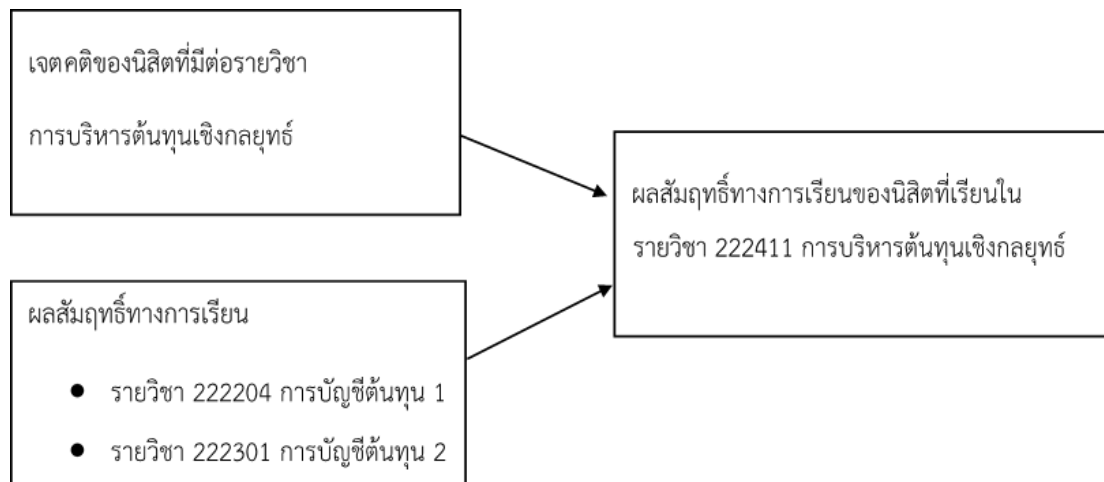 เจตคติของนิสิตที่มีต่อรายวิชา
การบริหารต้นทุนเชิงกลยุทธ์
ผลสัมฤทธิ์ทางการเรียนของนิสิตที่เรียนใน
รายวิชา 222411 การบริหารต้นทุนเชิงกลยุทธ์
ผลสัมฤทธิ์ทางการเรียน
● รายวิชา 222204 การบัญชีต้นทุน 1
● รายวิชา 222301 การบัญชีต้นทุน 2